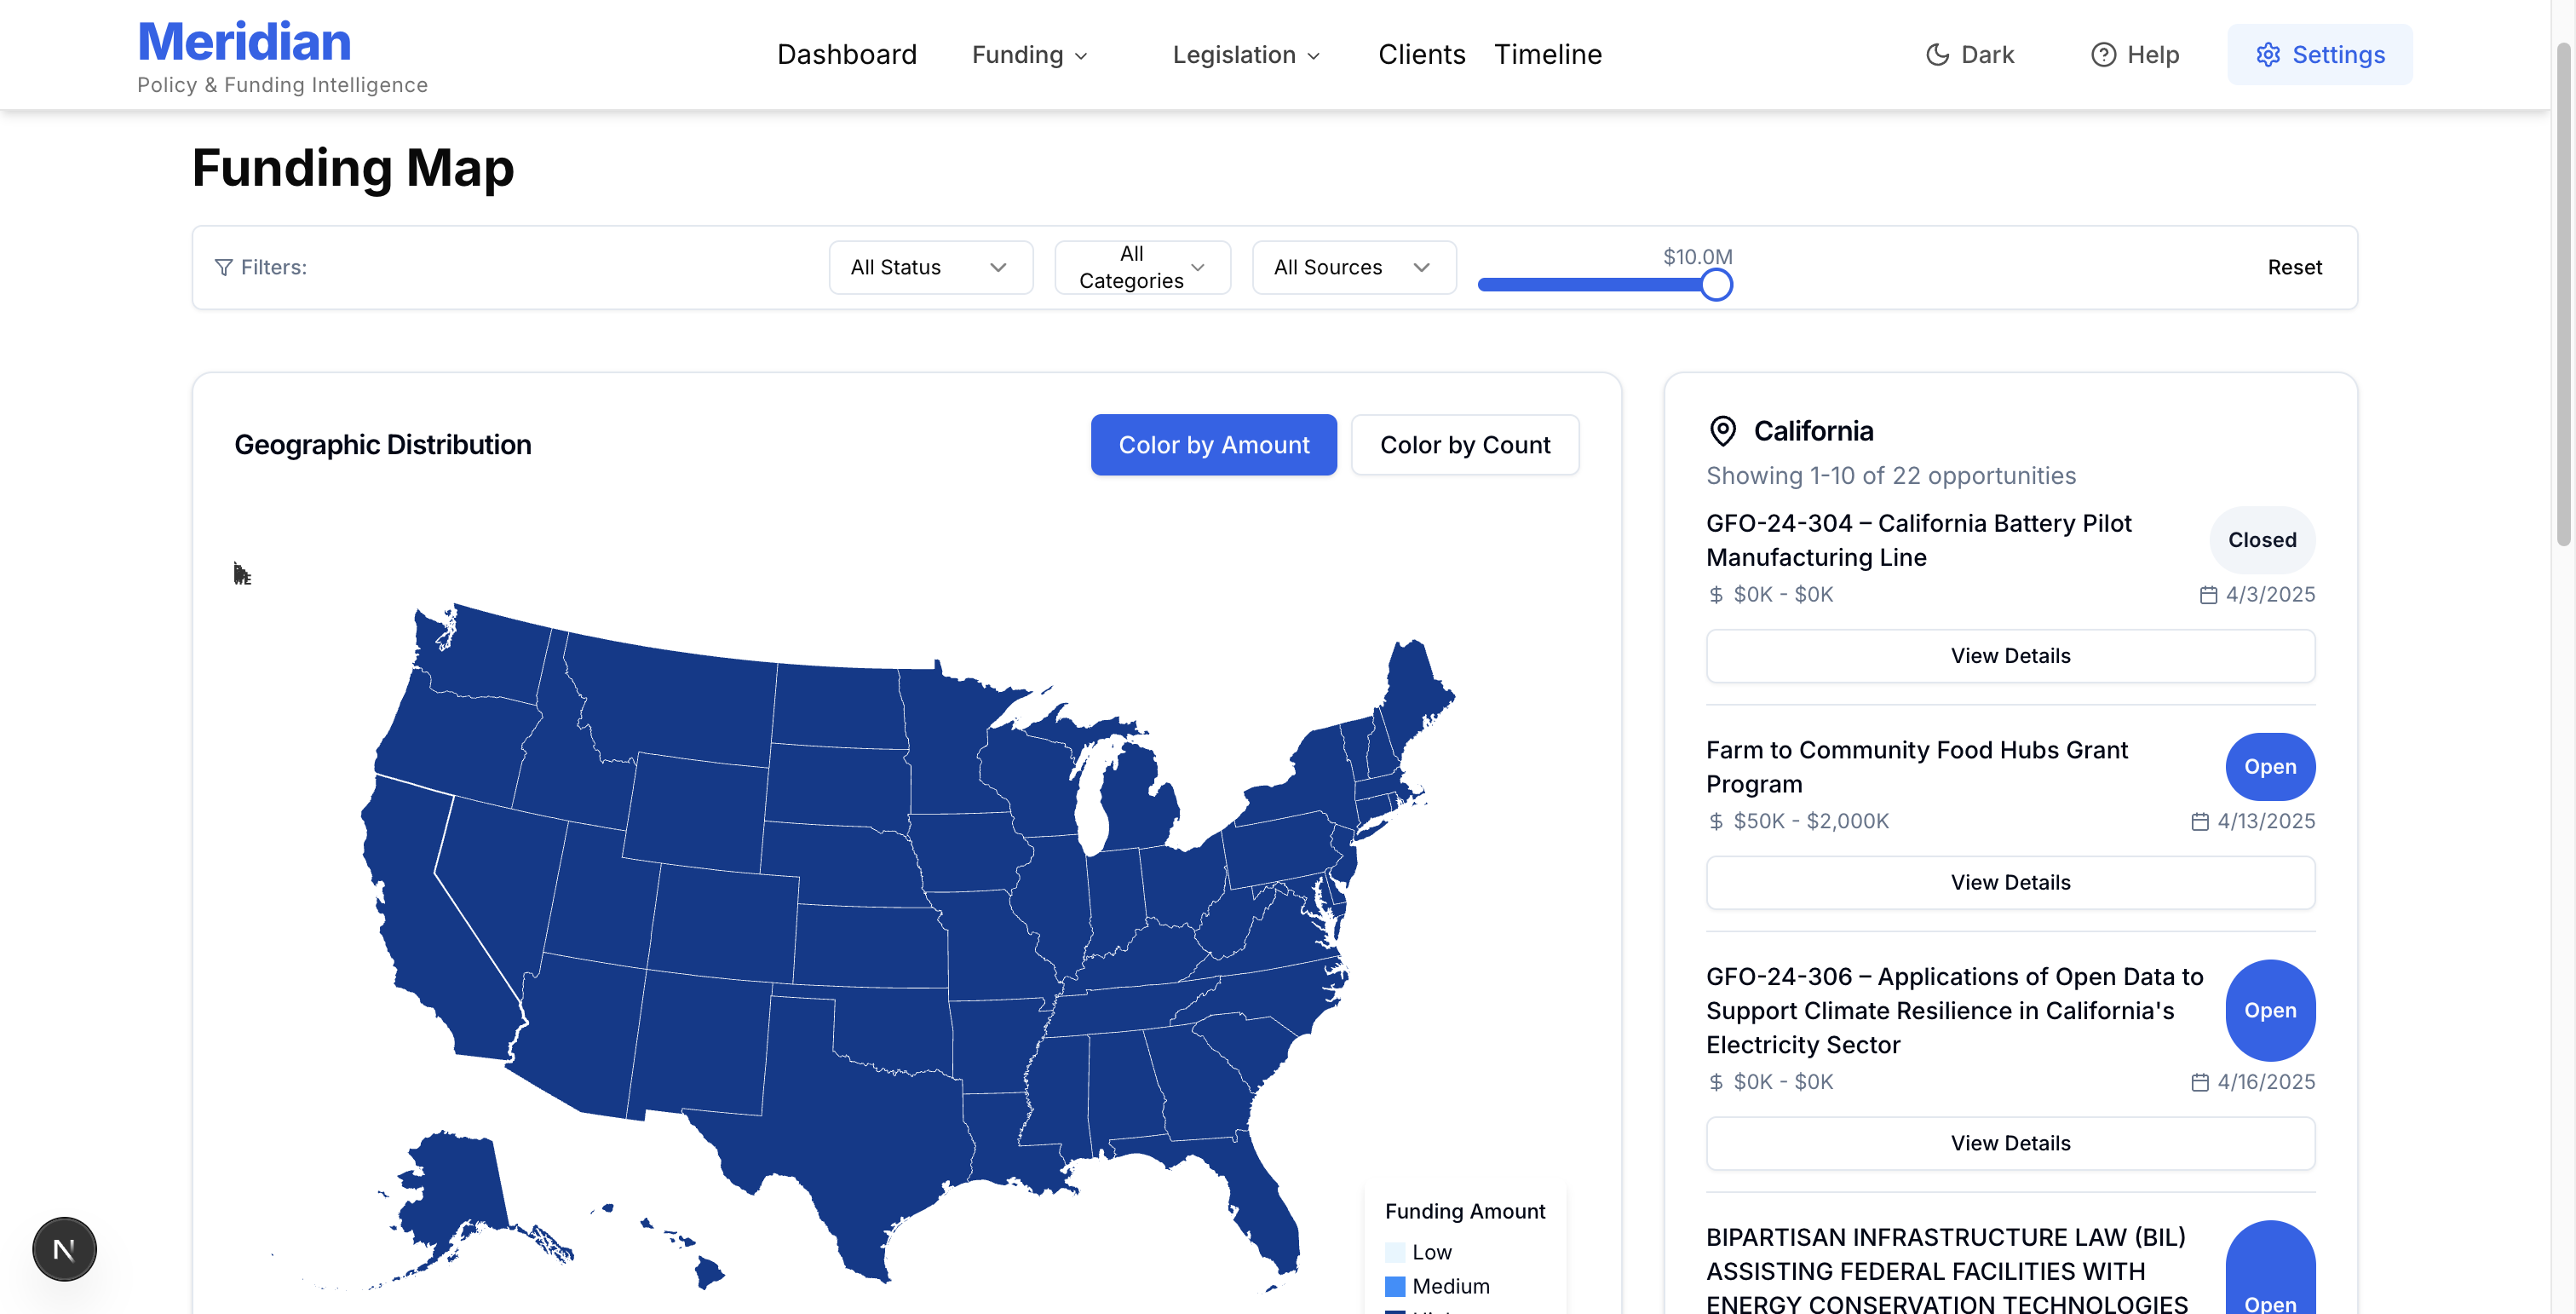 Meridian
Policy & Funding Intelligence
Dashboard
Funding
Legislation
Clients
Timeline
Dark
Help
Settings
Funding Map
Filters:
All Status
All
Categories
All Sources
$10.0M
Reset
Geographic Distribution
Color by Amount
Color by Count
Funding Amount
Low
Medium
California
Showing 1-10 of 22 opportunities
GFO-24-304 – California Battery Pilot
Manufacturing Line
Closed
$0K - $0K
4/3/2025
View Details
Farm to Community Food Hubs Grant
Program
Open
$50K - $2,000K
4/13/2025
View Details
GFO-24-306 – Applications of Open Data to
Support Climate Resilience in California's
Electricity Sector
Open
$0K - $0K
4/16/2025
View Details
BIPARTISAN INFRASTRUCTURE LAW (BIL)
ASSISTING FEDERAL FACILITIES WITH
ENERGY CONSERVATION TECHNOLOGIES
Open
N